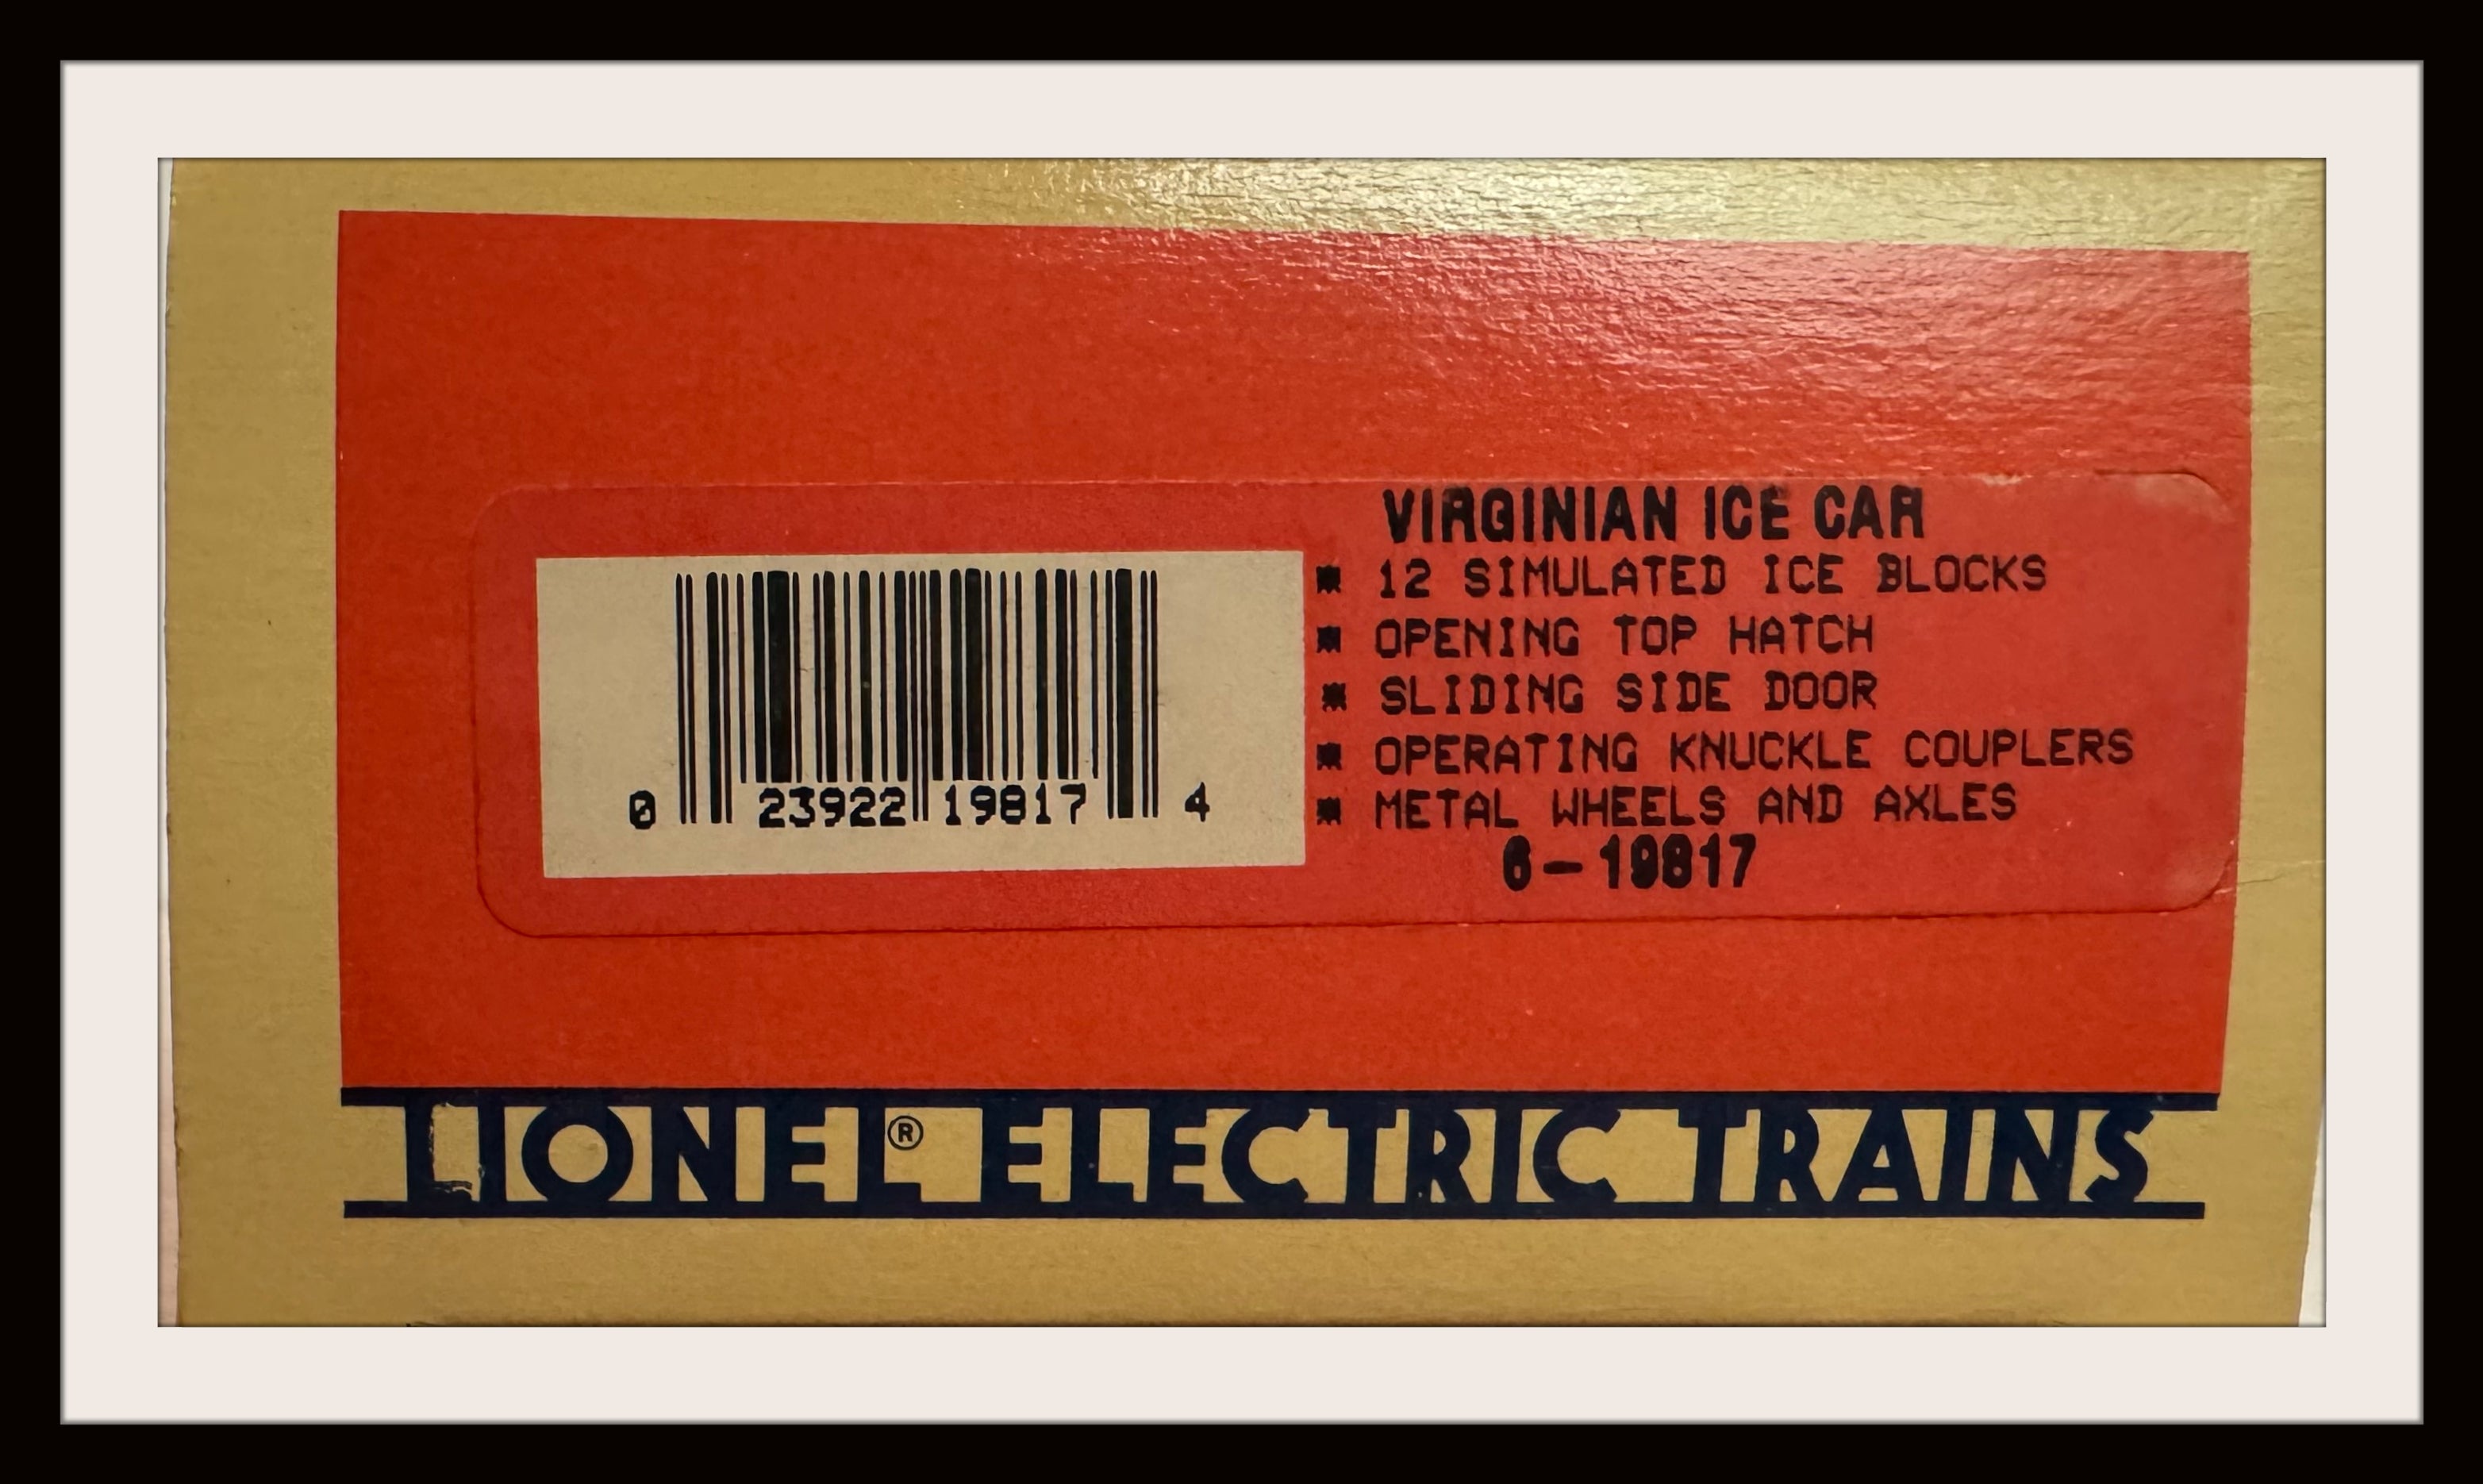 VIRGINIAN ICE CAR
* 12 SIMULATED ICE BLOCKS
* OPENING TOP HATCH
* SLIDING SIDE DOOR
* OPERATING KNUCKLE COUPLERS
* METAL WHEELS AND AXLES
6-19817
0 23922 19817 4
LIONEL® ELECTRIC TRAINS